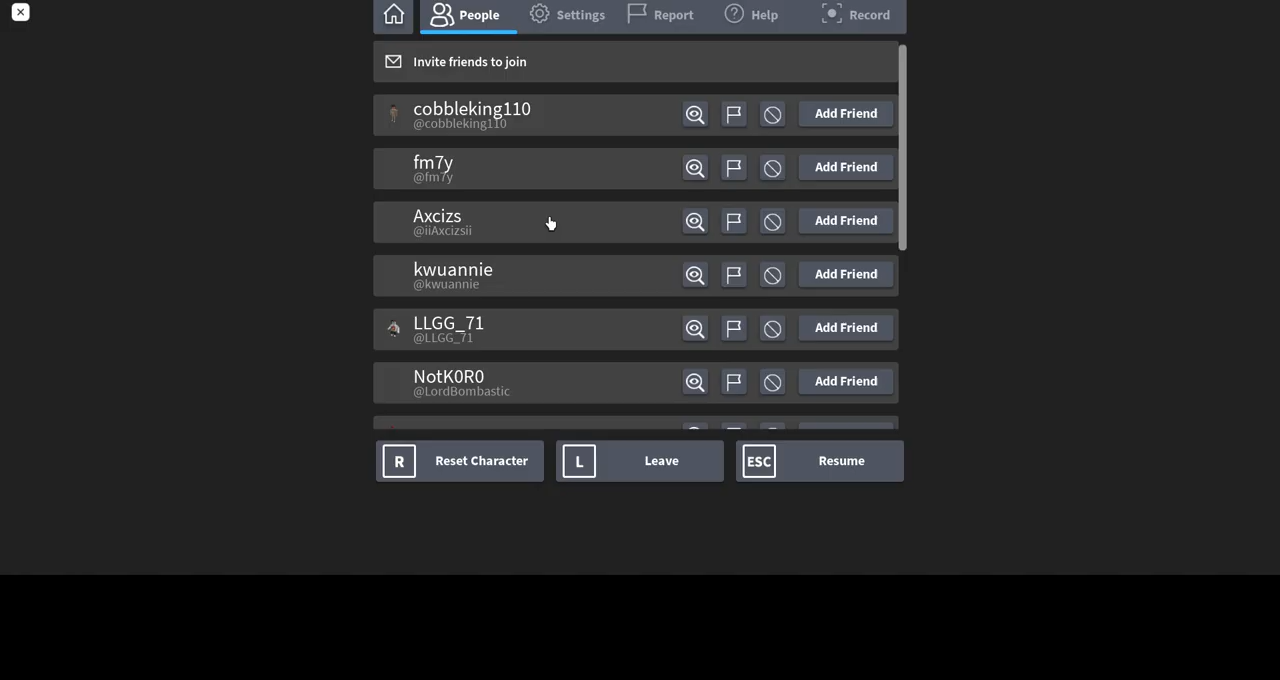 People
Settings
Report
Help
Record
Invite friends to join
cobbleking110
@cobbleking110
Add Friend
fm7y
@fm7y
Add Friend
Axcizs
@iiAxcizsii
Add Friend
kwuannie
@kwuannie
Add Friend
LLGG_71
@LLGG_71
Add Friend
NotK0R0
@LordBombastic
Add Friend
R Reset Character
L Leave
ESC Resume